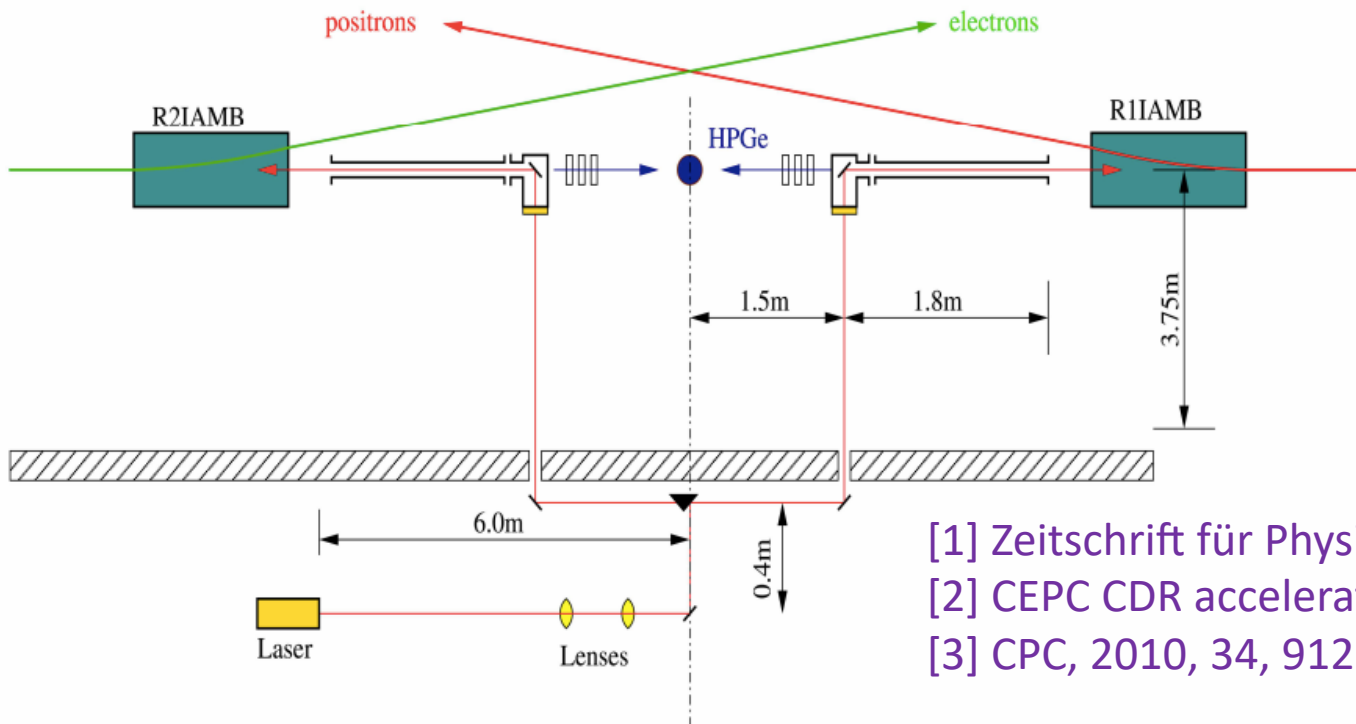 positrons
electrons
R2IAMB
R1IAMB
HPGe
1.5m
1.8m
3.75m
6.0m
0.4m
Laser
Lenses
[1] Zeitschrift für Phys
[2] CEPC CDR accelera
[3] CPC, 2010, 34, 912